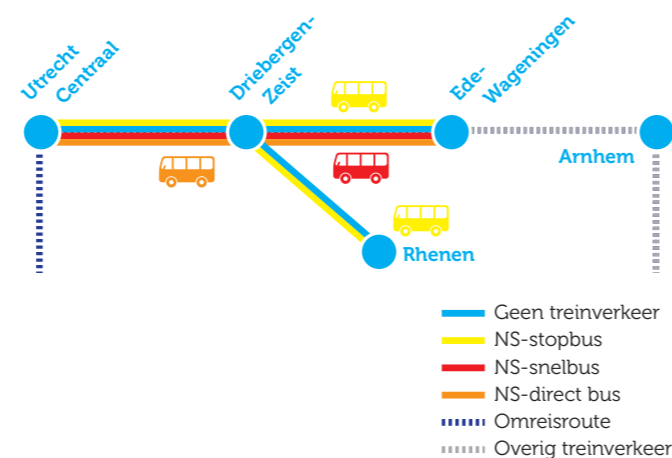 Utrecht
Centraal
Driebergen-
Zeist
Ede-
Wageningen
Arnhem
Rhenen
Geen treinverkeer
NS-stopbus
NS-snelbus
NS-direct bus
Omreisroute
Overig treinverkeer